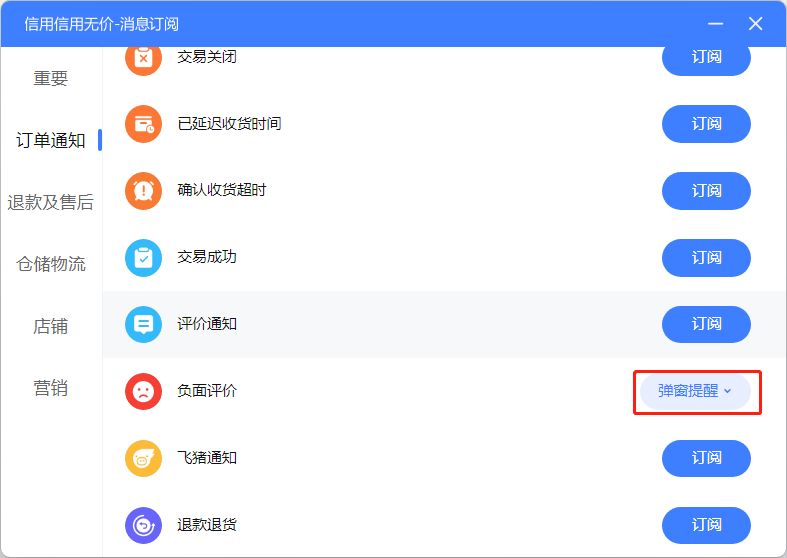 信用信用无价-消息订阅
重要
订单通知
退款及售后
仓储物流
店铺
营销
交易关闭
订阅
已延迟收货时间
订阅
确认收货超时
订阅
交易成功
订阅
评价通知
订阅
负面评价
弹窗提醒
飞猪通知
订阅
退款退货
订阅